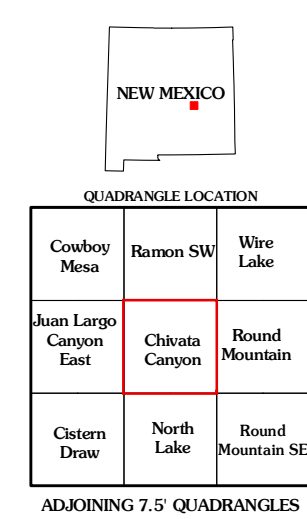 NEW MEXICO
QUADRANGLE LOCATION
Cowboy
Mesa
Ramon SW
Wire
Lake
Juan Largo
Canyon
East
Chivata
Canyon
Round
Mountain
Cistern
Draw
North
Lake
Round
Mountain SE
ADJOINING 7.5' QUADRANGLES